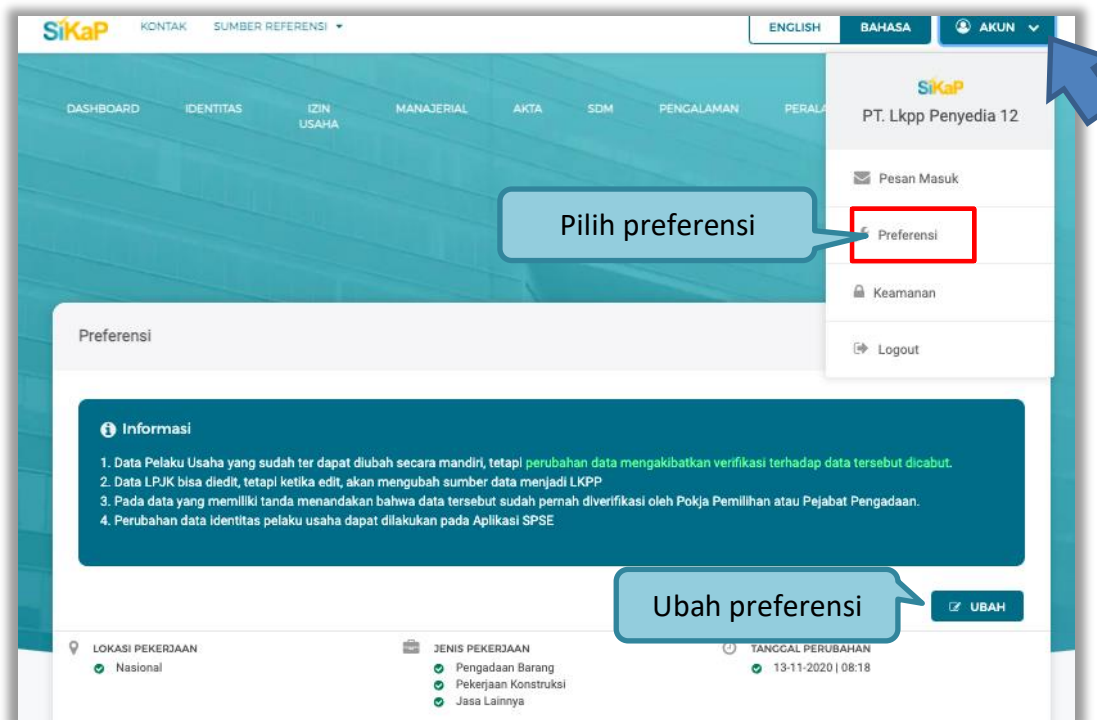 SiKaP KONTAK SUMBER REFERENSI ENGLISH BAHASA AKUN
SiKaP
PT. Lkpp Penyedia 12
DASHBOARD IDENTITAS IZIN USAHA MANAJERIAL AKTA SDM PENGALAMAN
Pesan Masuk
Pilih preferensi
Preferensi
Keamanan
Logout
Preferensi
Informasi
1. Data Pelaku Usaha yang sudah ter dapat diubah secara mandiri, tetapi perubahan data mengakibatkan verifikasi terhadap data tersebut dicabut.
2. Data LPJK bisa diedit, tetapi ketika edit, akan mengubah sumber data menjadi LKPP
3. Pada data yang memiliki tanda menandakan bahwa data tersebut sudah pernah diverifikasi oleh Pokja Pemilihan atau Pejabat Pengadaan.
4. Perubahan data identitas pelaku usaha dapat dilakukan pada Aplikasi SPSE
Ubah preferensi
UBAH
LOKASI PEKERJAAN JENIS PEKERJAAN TANGGAL PERUBAHAN
Nasional Pengadaan Barang 13-11-2020 | 08:18
Pekerjaan Konstruksi
Jasa Lainnya